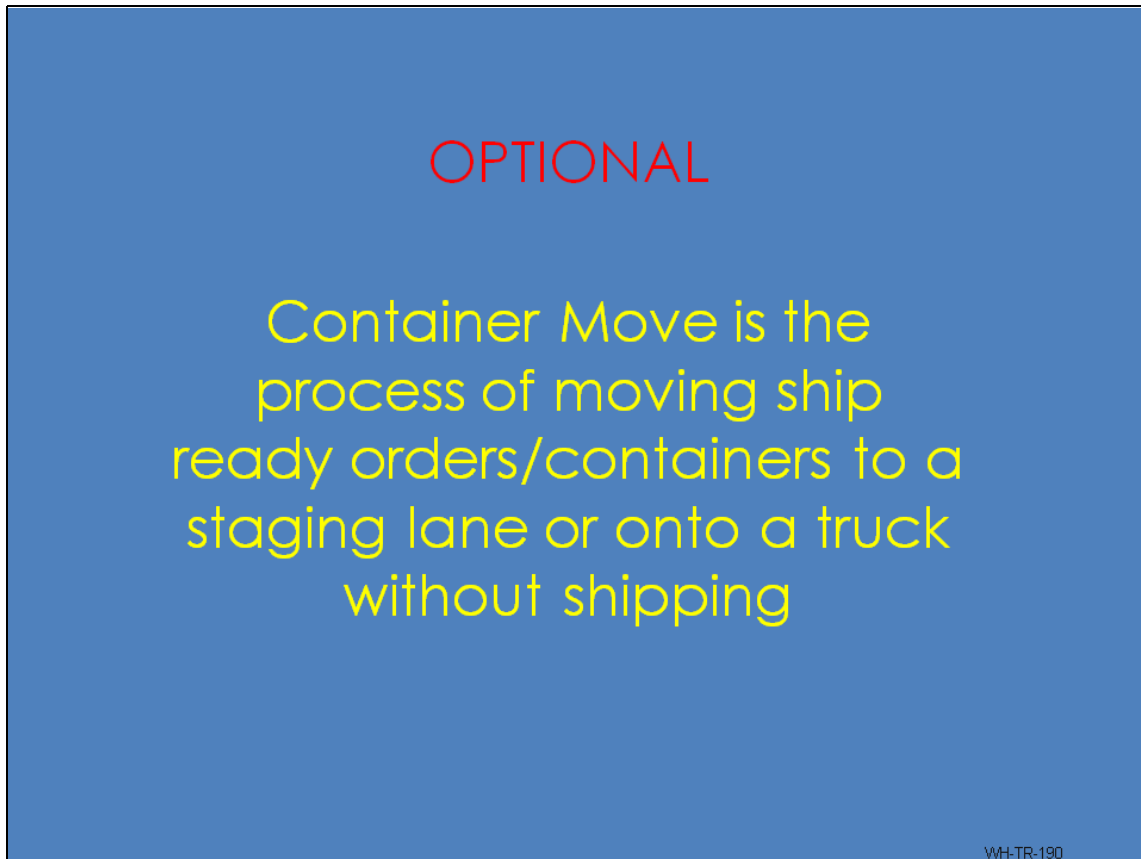 OPTIONAL
Container Move is the
process of moving ship
ready orders/containers to a
staging lane or onto a truck
without shipping
WH-TR-190